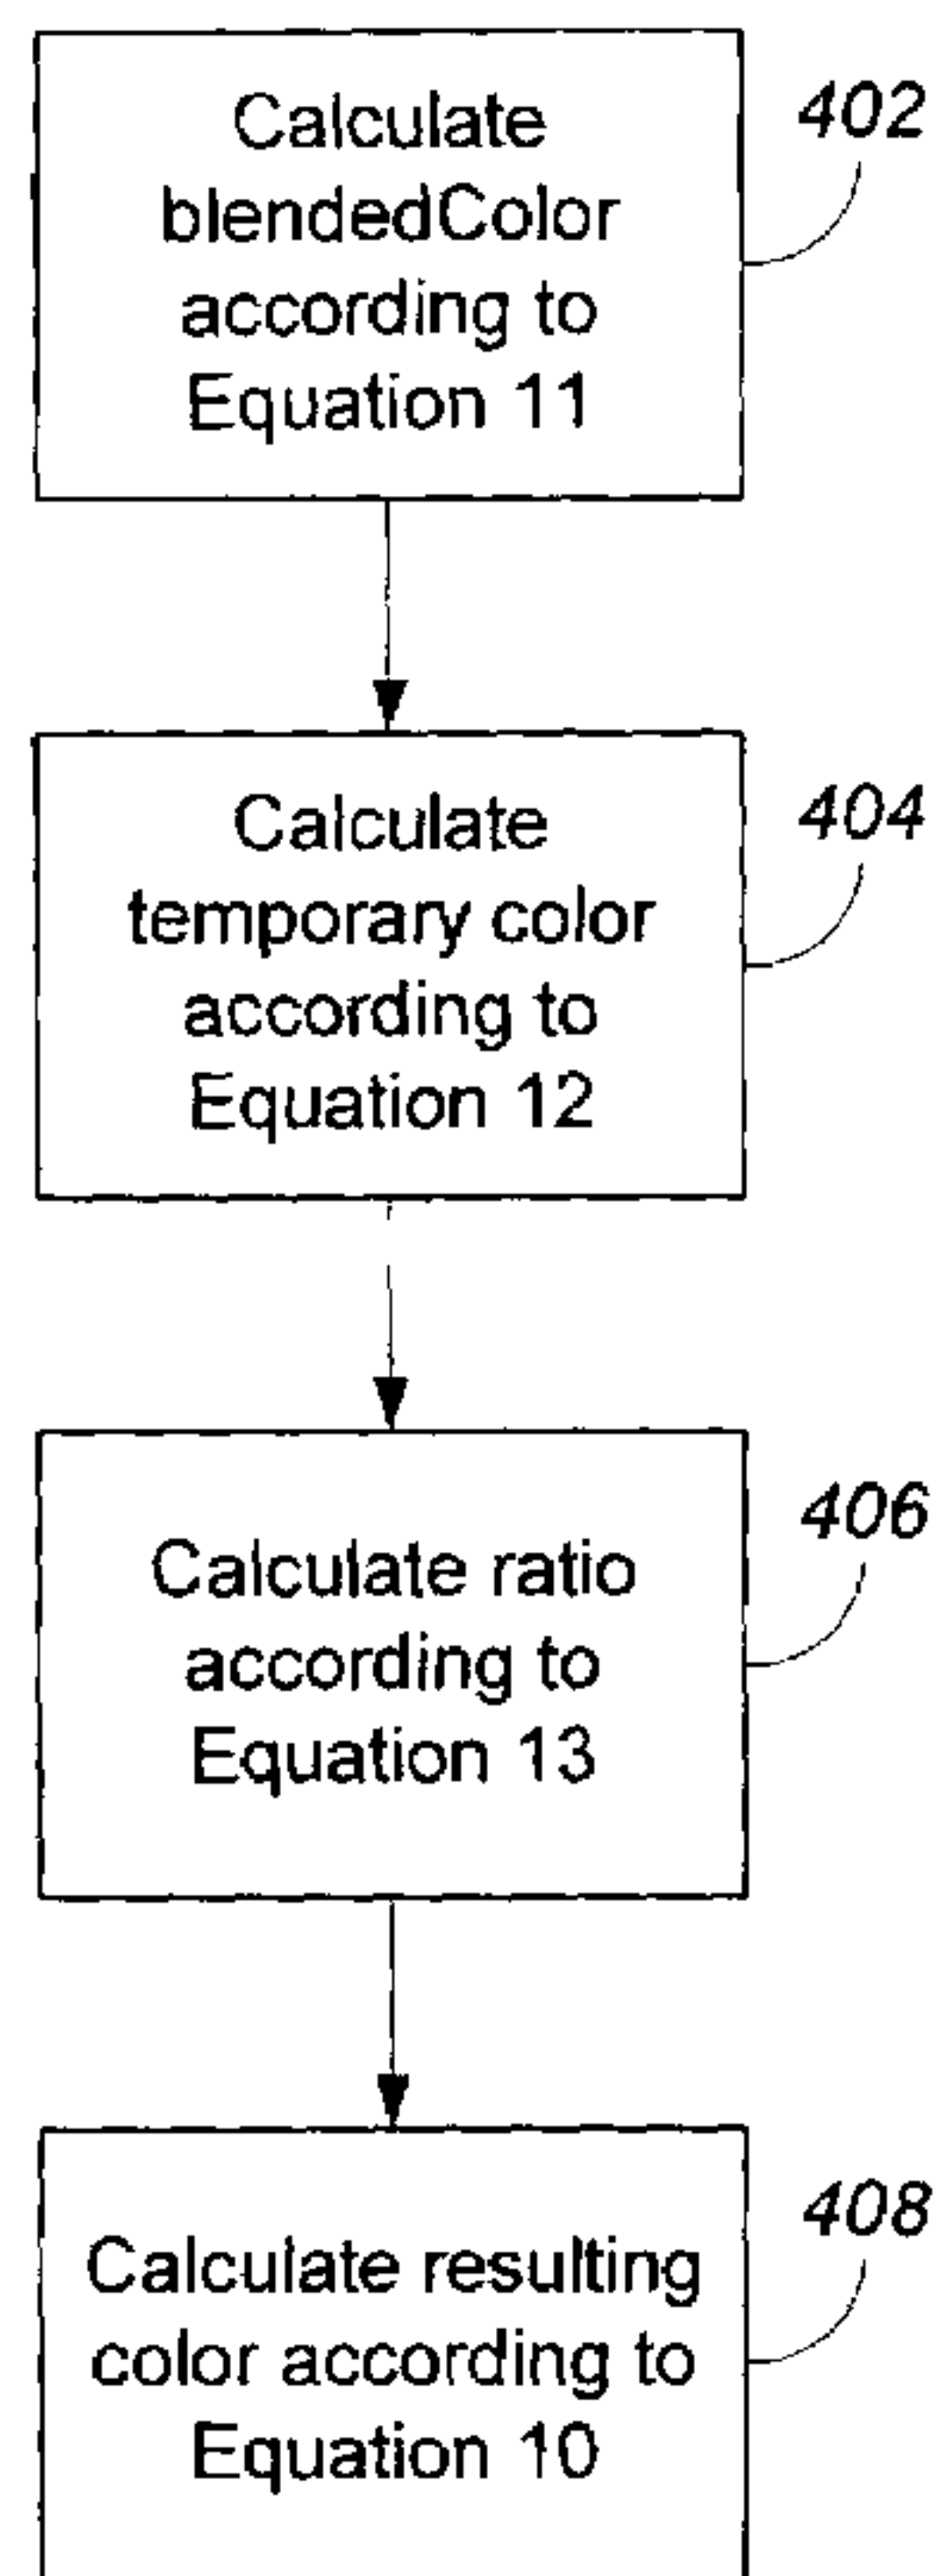 Calculate
blendedColor
according to
Equation 11
402
Calculate
temporary color
according to
Equation 12
404
Calculate ratio
according to
Equation 13
406
Calculate resulting
color according to
Equation 10
408